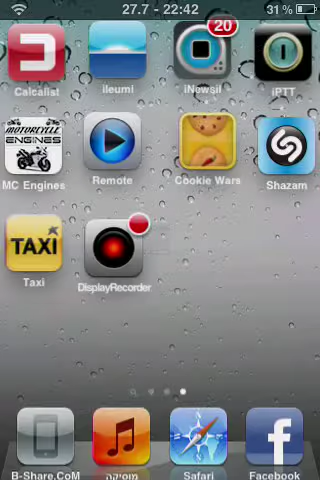 27.7 - 22:42
31 %
20
Calcalist
ileumi
iNewsil
iPTT
MOTORCYCLE
ENGINES
MC Engines
Remote
Cookie Wars
Shazam
TAXI
Taxi
DisplayRecorder
B-Share.CoM
מוסיקה
Safari
Facebook